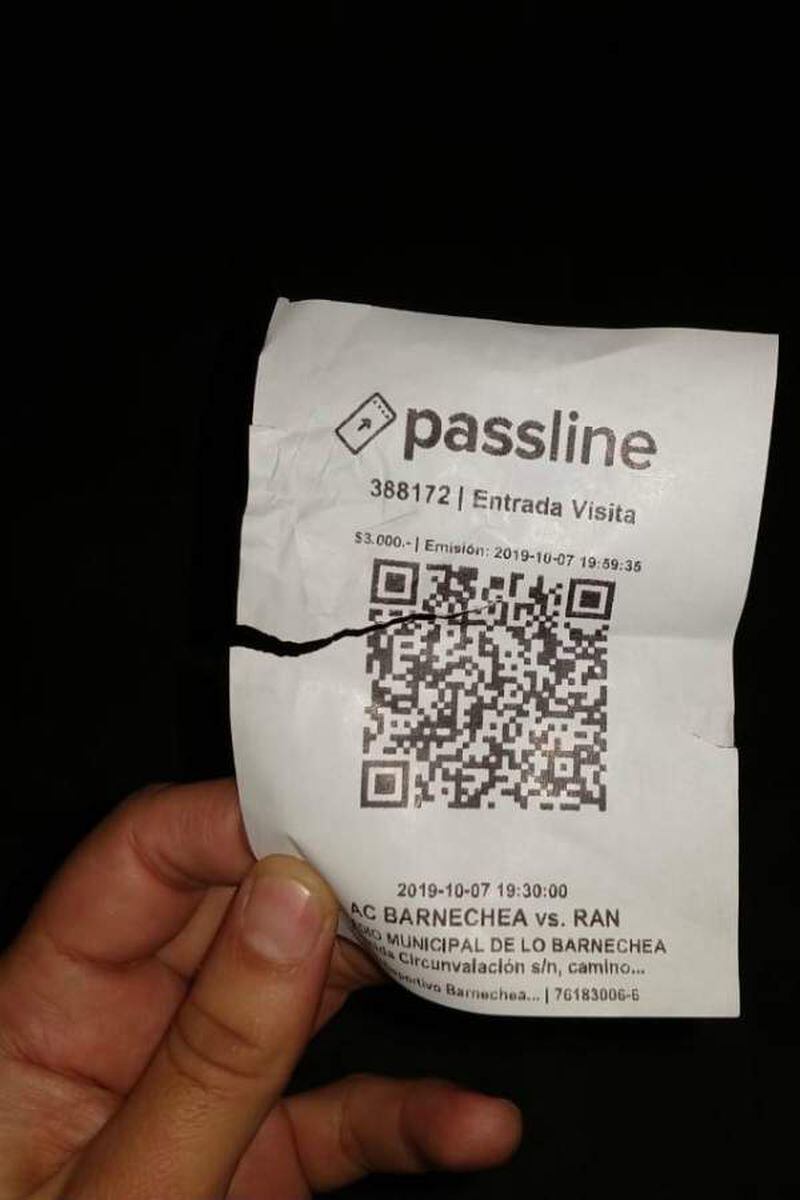 passline
388172 | Entrada Visita
$3.000.- | Emisión: 2019-10-07 19:59:35
2019-10-07 19:30:00
AC BARNECHEA vs. RAN
MUNICIPAL DE LO BARNECHEA
Circunvalación s/n, camino...
Barnechea... | 76183006-6